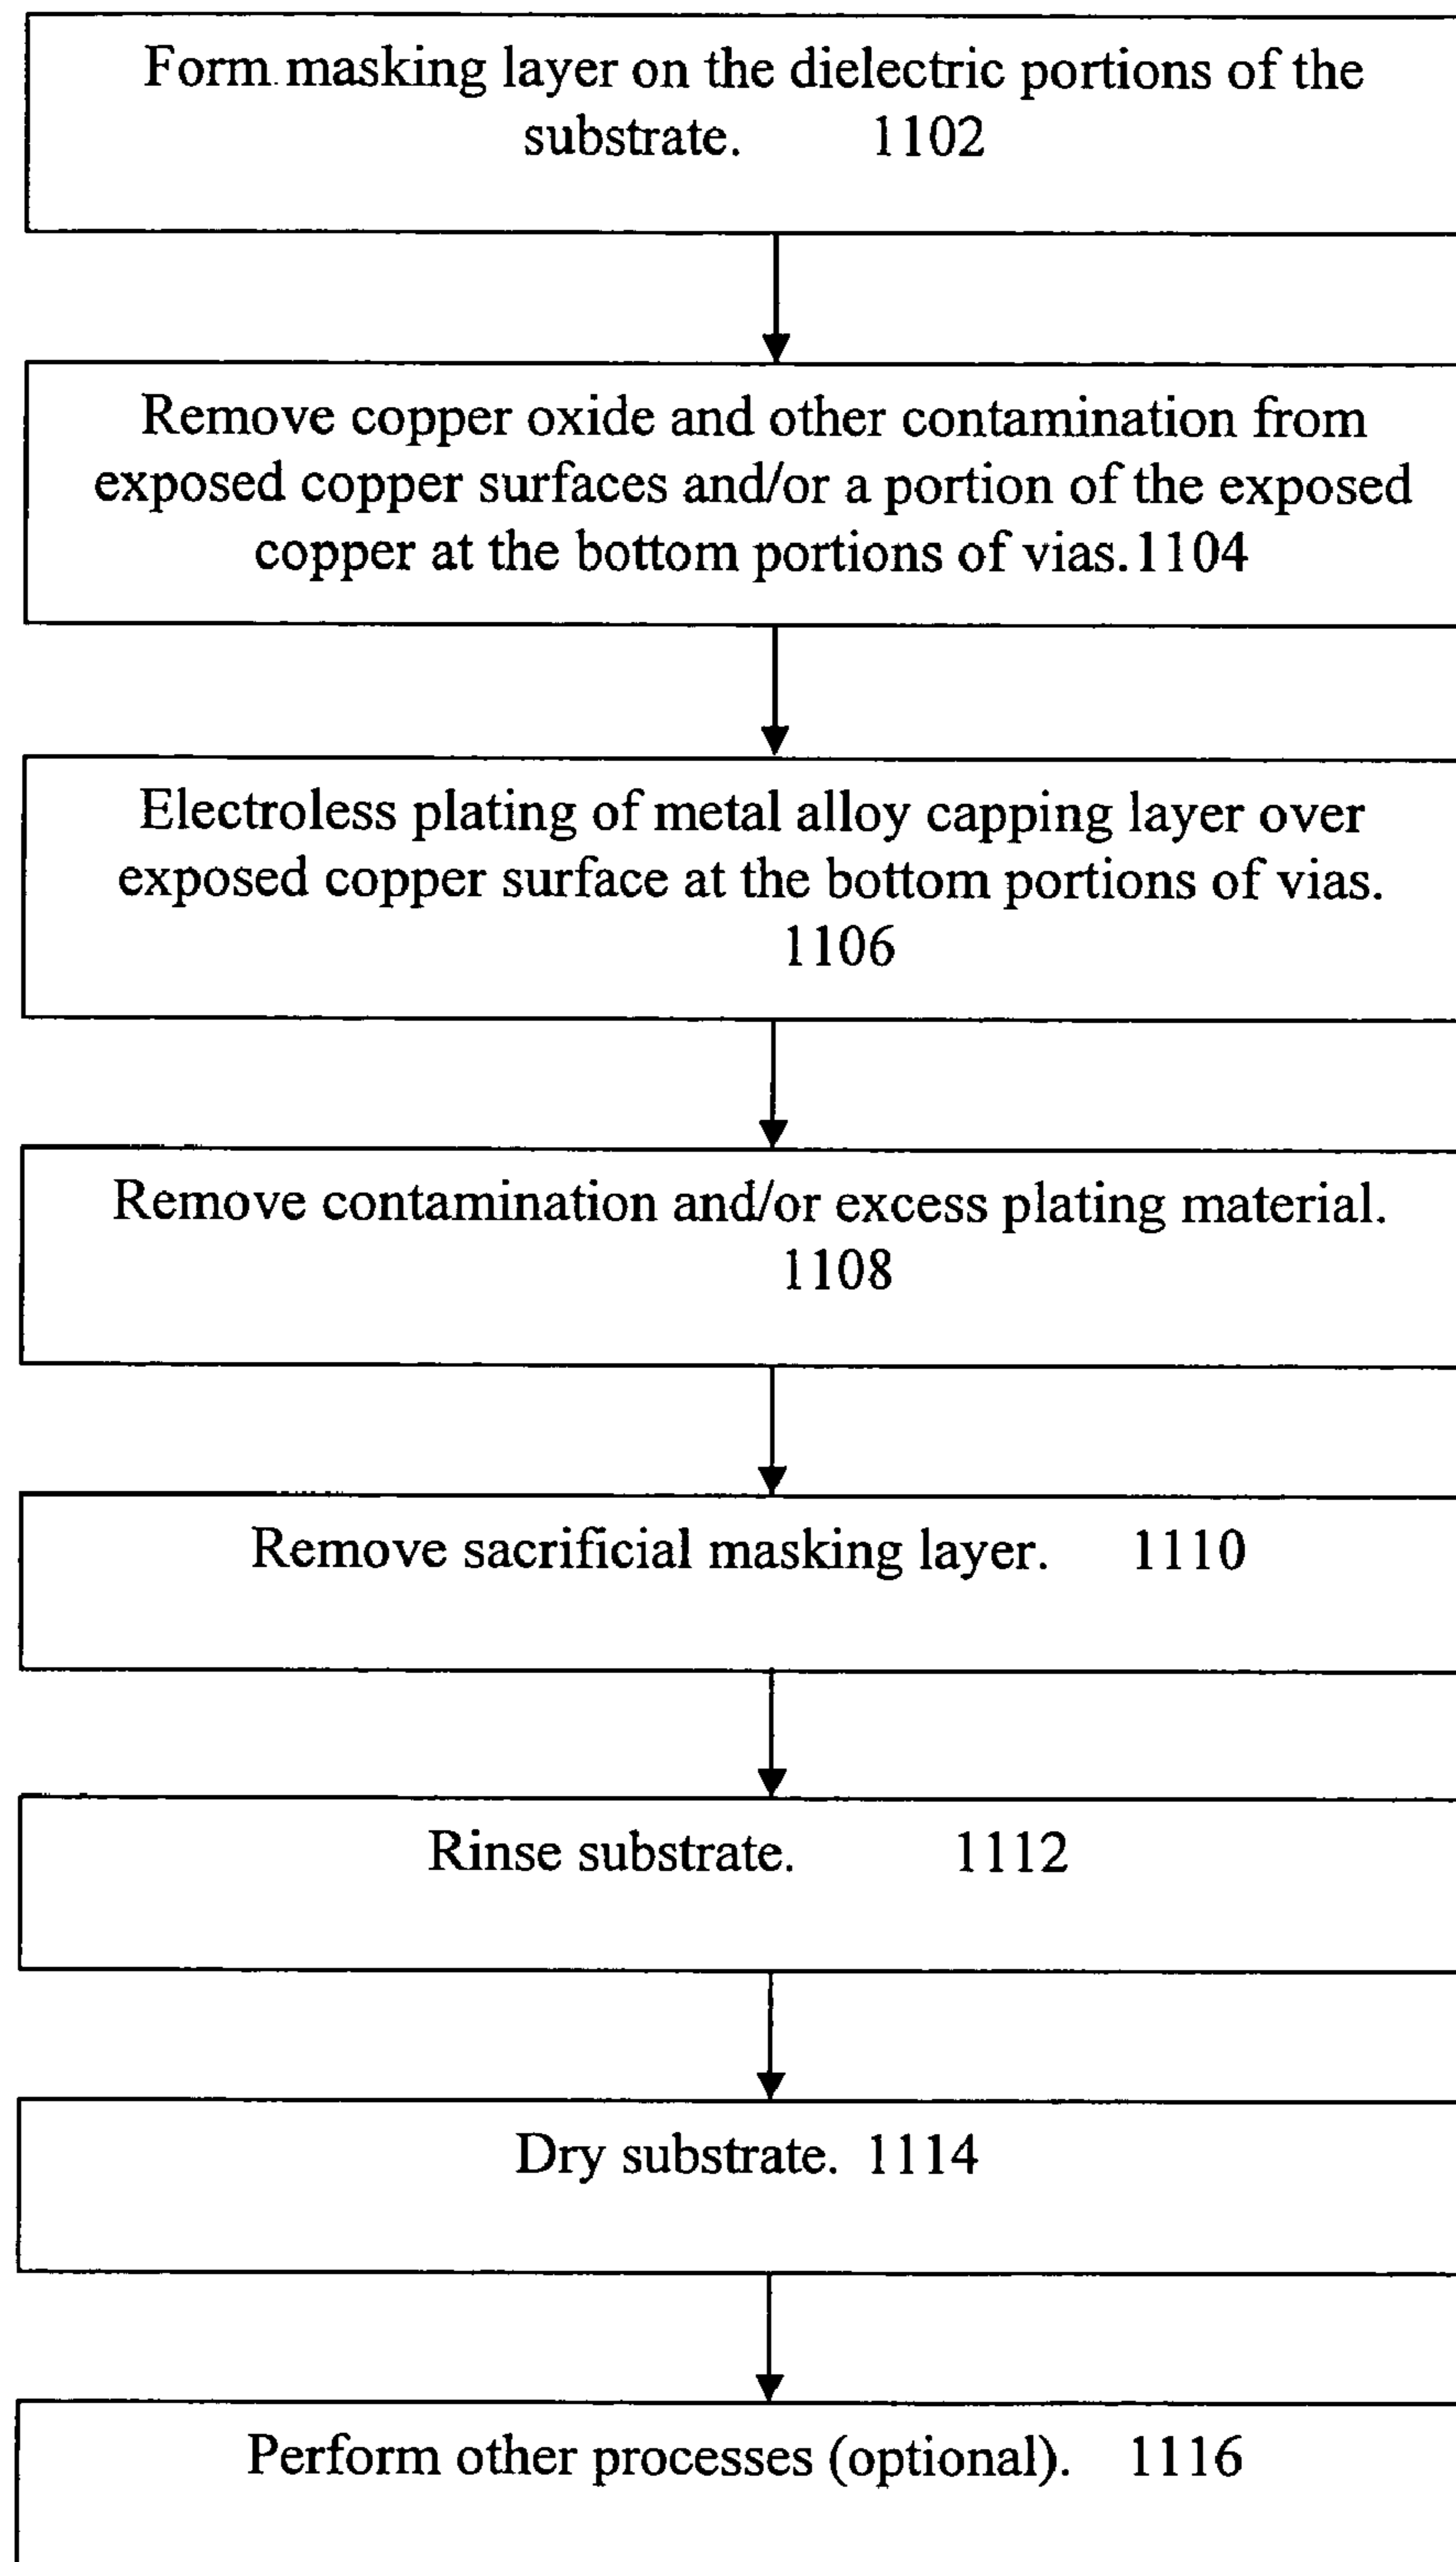 Form masking layer on the dielectric portions of the
substrate. 1102
Remove copper oxide and other contamination from
exposed copper surfaces and/or a portion of the exposed
copper at the bottom portions of vias.1104
Electroless plating of metal alloy capping layer over
exposed copper surface at the bottom portions of vias.
1106
Remove contamination and/or excess plating material.
1108
Remove sacrificial masking layer. 1110
Rinse substrate. 1112
Dry substrate. 1114
Perform other processes (optional). 1116